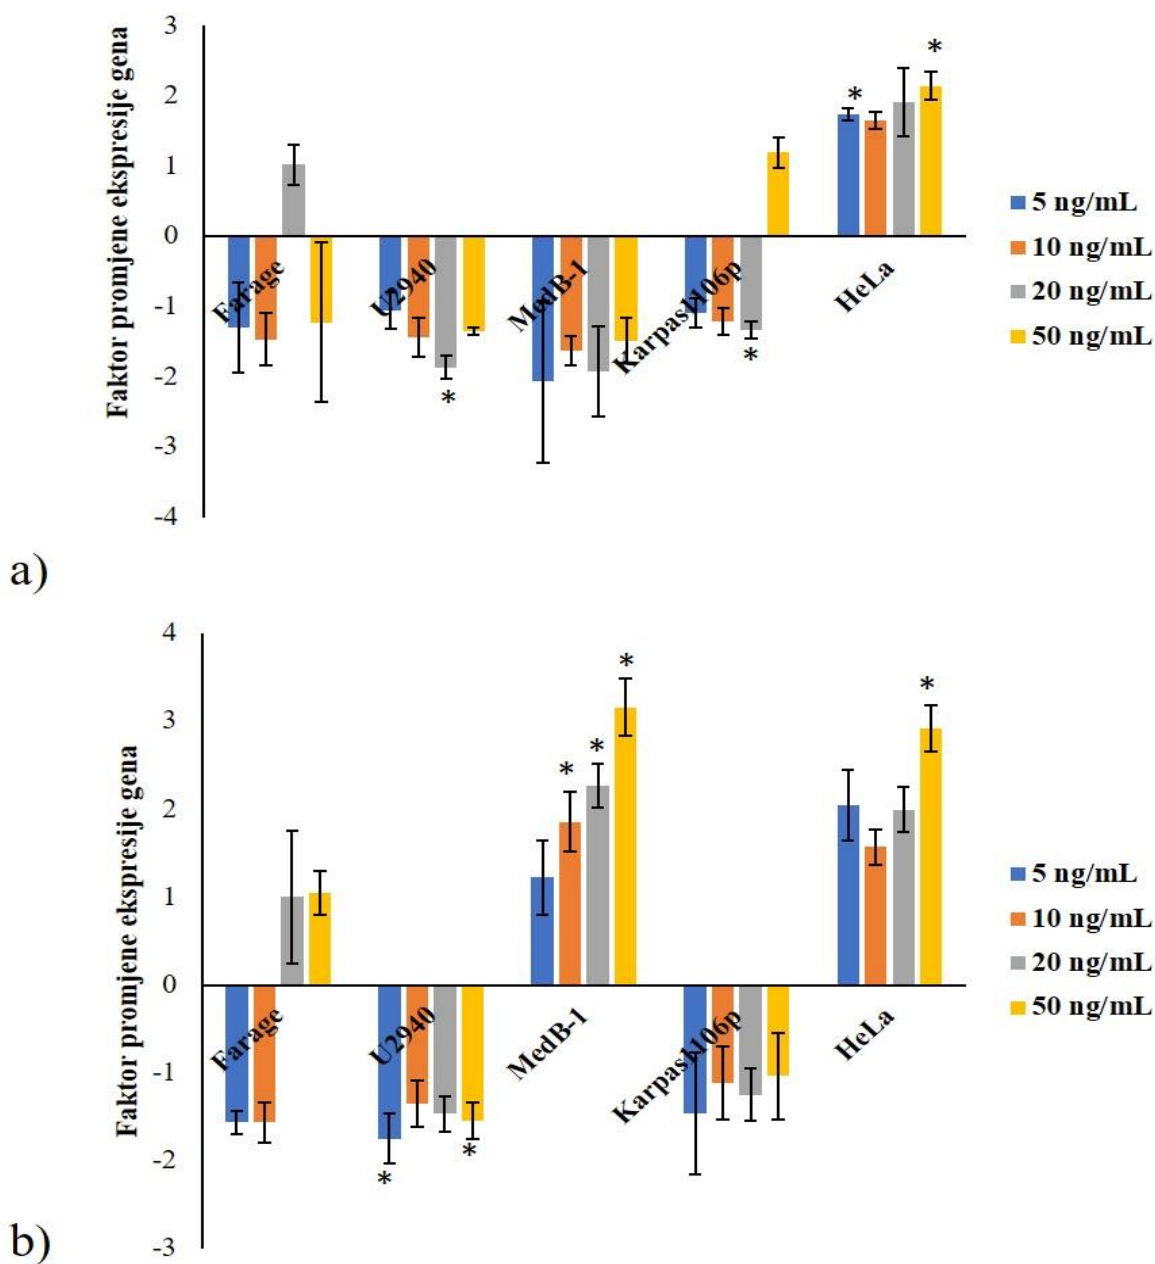 Faktor promjene ekspresije gena
3
2
1
0
-1
-2
-3
-4
*
*
*
*
Farage
U2940
MedB-1
Karpas1106p
HeLa
5 ng/mL
10 ng/mL
20 ng/mL
50 ng/mL
a)
Faktor promjene ekspresije gena
4
3
2
1
0
-1
-2
-3
*
*
*
*
*
*
Farage
U2940
MedB-1
Karpas1106p
HeLa
5 ng/mL
10 ng/mL
20 ng/mL
50 ng/mL
b)